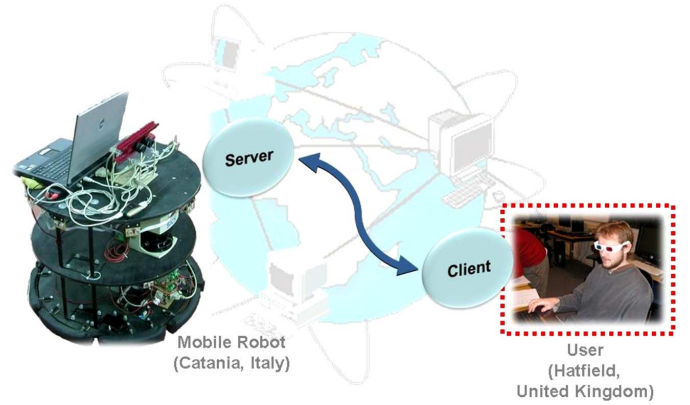 Server
Client
Mobile Robot
(Catania, Italy)
User
(Hatfield,
United Kingdom)